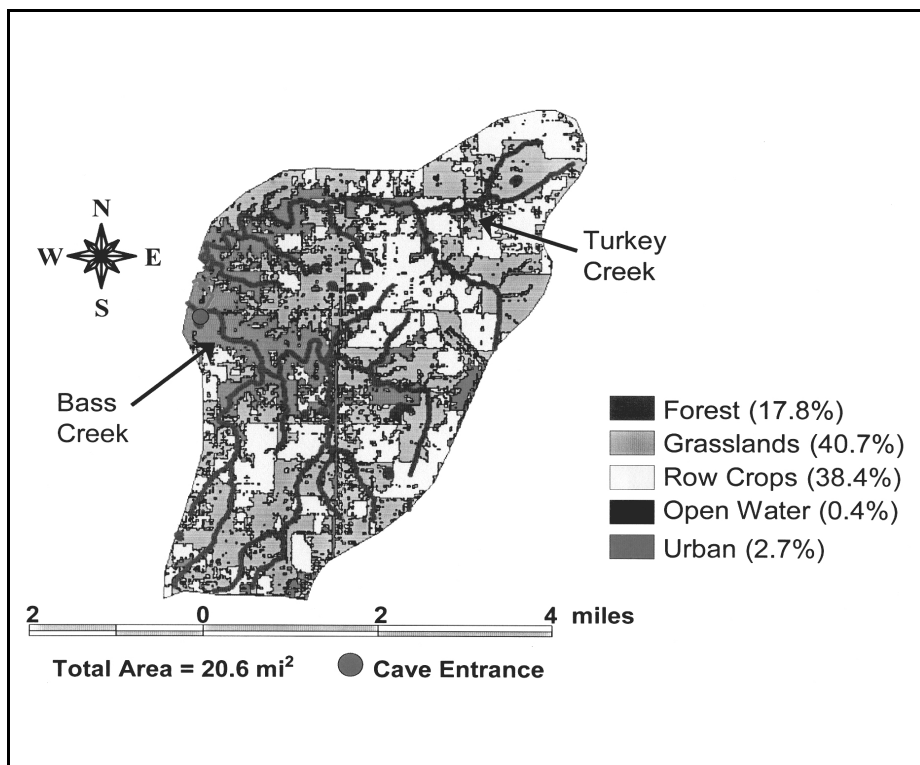 N
W E
S
Turkey
Creek
Bass
Creek
Forest (17.8%)
Grasslands (40.7%)
Row Crops (38.4%)
Open Water (0.4%)
Urban (2.7%)
2 0 2 4 miles
Total Area = 20.6 mi² Cave Entrance